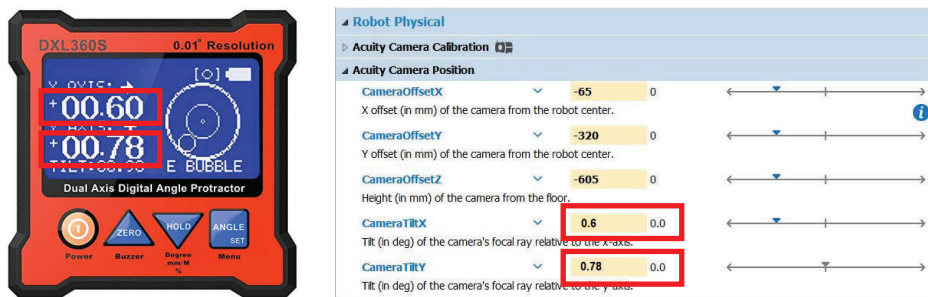 DXL360S 0.01° Resolution
X AXIS:
+00.60
Y AXIS:
+00.78
E BUBBLE
Dual Axis Digital Angle Protractor
ZERO
HOLD
ANGLE
SET
Power Buzzer Degree Menu
mm/M
%
Robot Physical
Acuity Camera Calibration
Acuity Camera Position
CameraOffsetX -65 0
X offset (in mm) of the camera from the robot center.
CameraOffsetY -320 0
Y offset (in mm) of the camera from the robot center.
CameraOffsetZ -605 0
Height (in mm) of the camera from the floor.
CameraTiltX 0.6 0.0
Tilt (in deg) of the camera's focal ray relative to the x-axis.
CameraTiltY 0.78 0.0
Tilt (in deg) of the camera's focal ray relative to the y-axis.